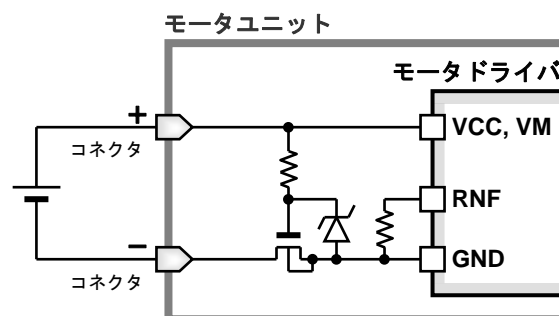 モータユニット
モータドライバ
+
VCC, VM
コネクタ
RNF
−
GND
コネクタ